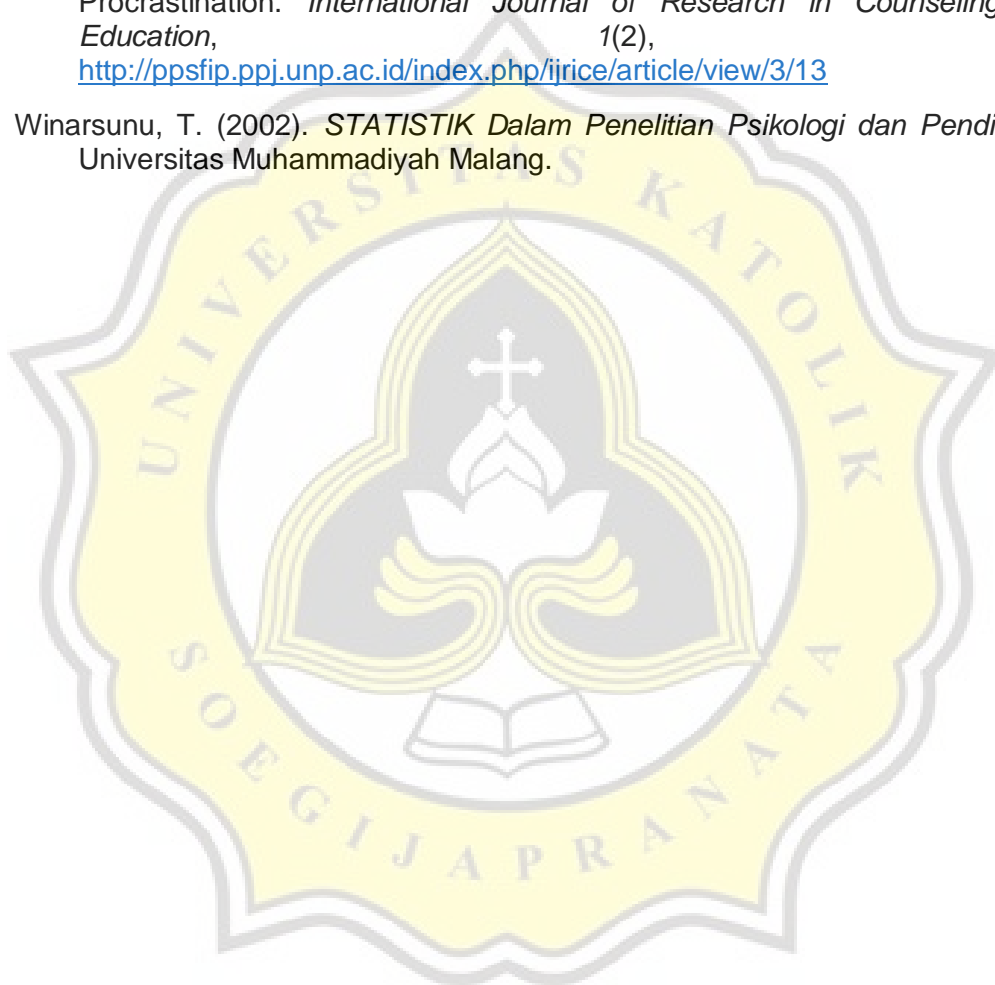 Procrastination. International Journal of Research in Counseling
Education, 1(2),
http://ppsfip.ppj.unp.ac.id/index.php/ijrice/article/view/3/13
Winarsunu, T. (2002). STATISTIK Dalam Penelitian Psikologi dan Pendi
Universitas Muhammadiyah Malang.
UNIVERSITAS KATOLIK
SOEGIJAPRANATA